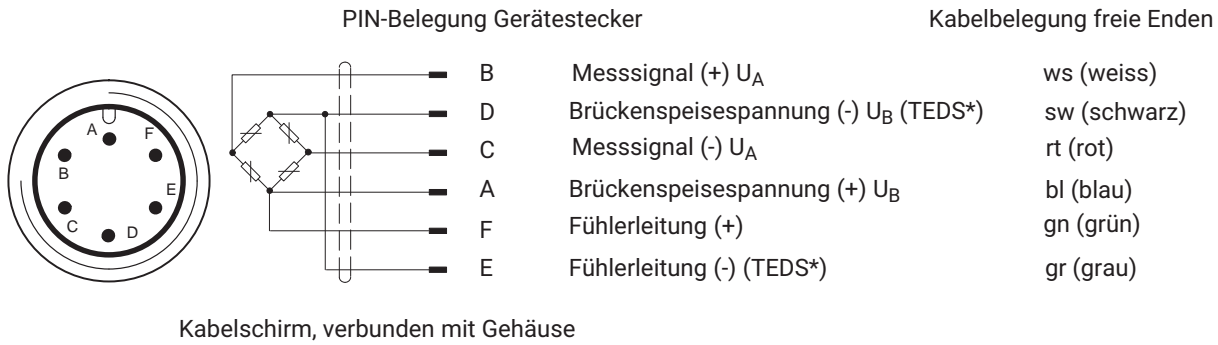 PIN-Belegung Gerätestecker Kabelbelegung freie Enden
B Messsignal (+) UA ws (weiss)
D Brückenspeisespannung (-) UB (TEDS*) sw (schwarz)
C Messsignal (-) UA rt (rot)
A Brückenspeisespannung (+) UB bl (blau)
F Fühlerleitung (+) gn (grün)
E Fühlerleitung (-) (TEDS*) gr (grau)
A F
B E
C D
Kabelschirm, verbunden mit Gehäuse